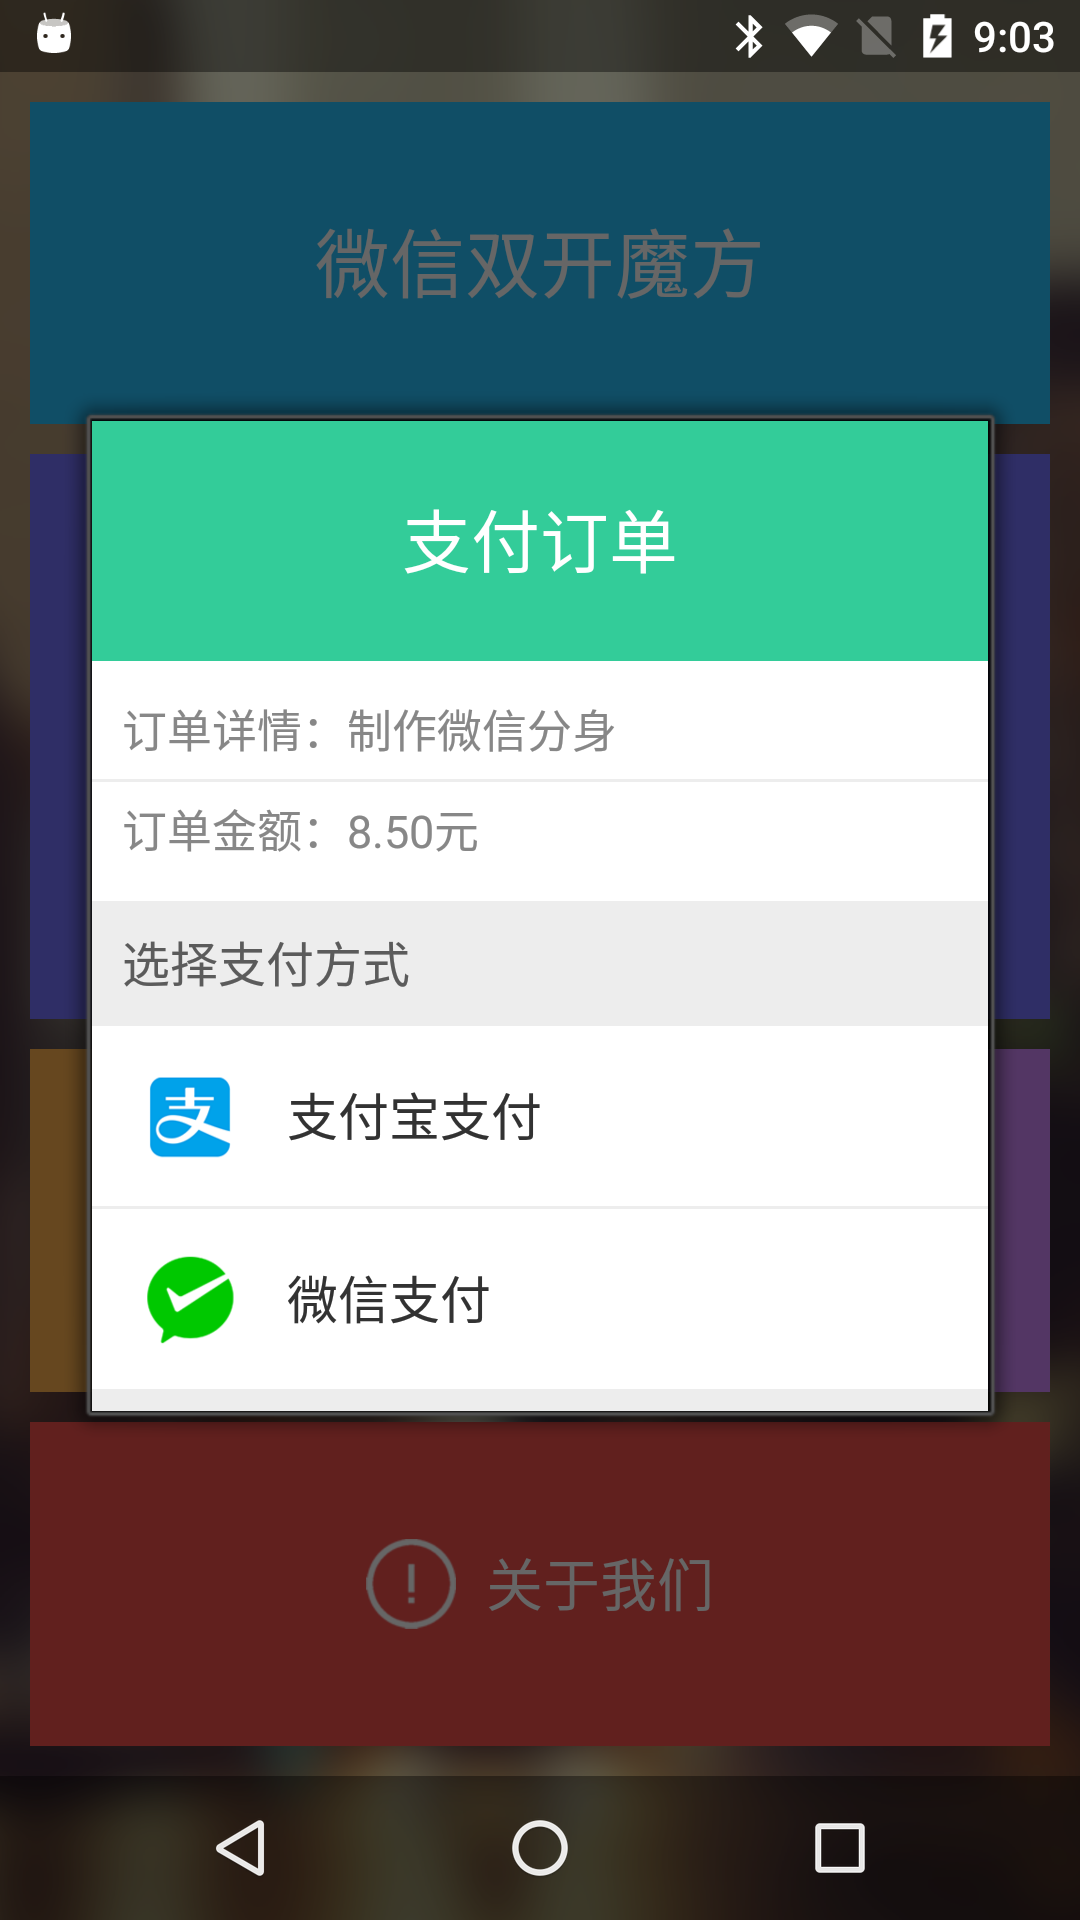 9:03
微信双开魔方
支付订单
订单详情：制作微信分身
订单金额：8.50元
选择支付方式
支
支付宝支付
微信支付
关于我们